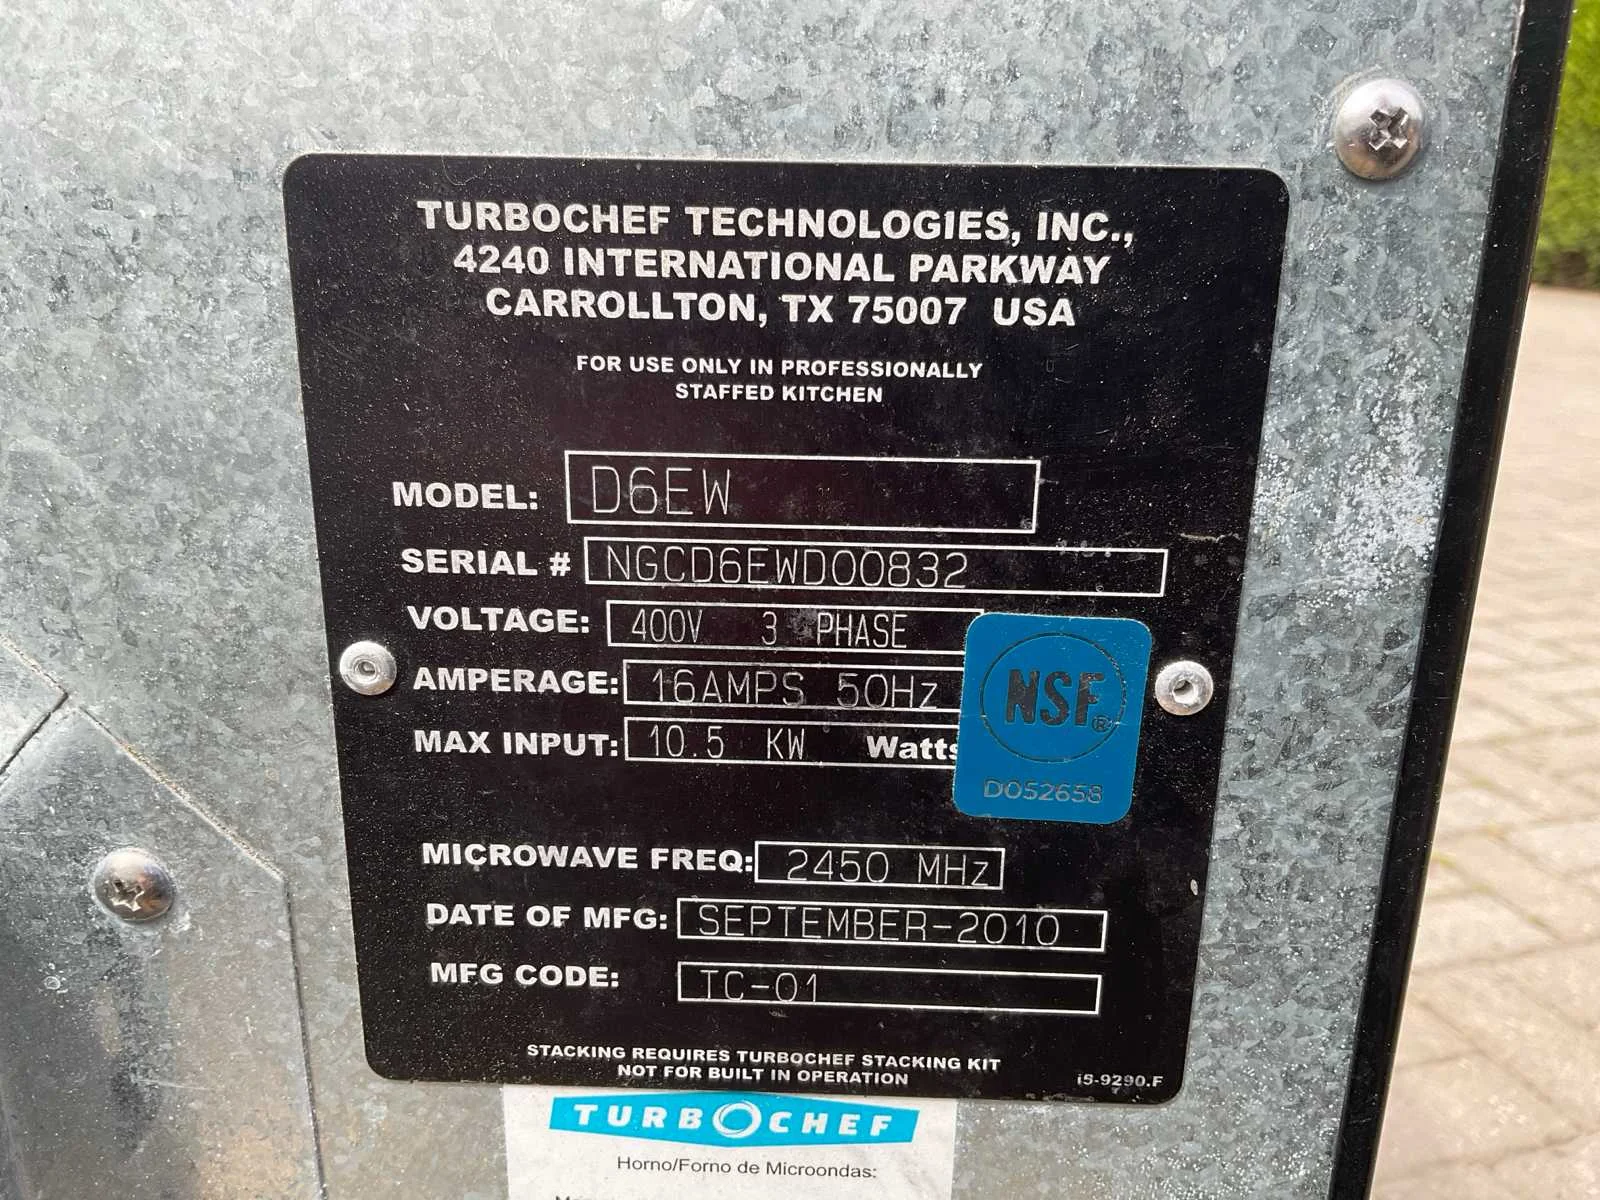 TURBOCHEF TECHNOLOGIES, INC.,
4240 INTERNATIONAL PARKWAY
CARROLLTON, TX 75007 USA
FOR USE ONLY IN PROFESSIONALLY
STAFFED KITCHEN
MODEL: D6EW
SERIAL # NGCD6EWD00832
VOLTAGE: 400V 3 PHASE
AMPERAGE: 16AMPS 50Hz
MAX INPUT: 10.5 KW Watts
NSF®
D052658
MICROWAVE FREQ: 2450 MHz
DATE OF MFG: SEPTEMBER-2010
MFG CODE: TC-01
STACKING REQUIRES TURBOCHEF STACKING KIT
NOT FOR BUILT IN OPERATION
i5-9290.F
TURBOCHEF
Horno/Forno de Microondas: